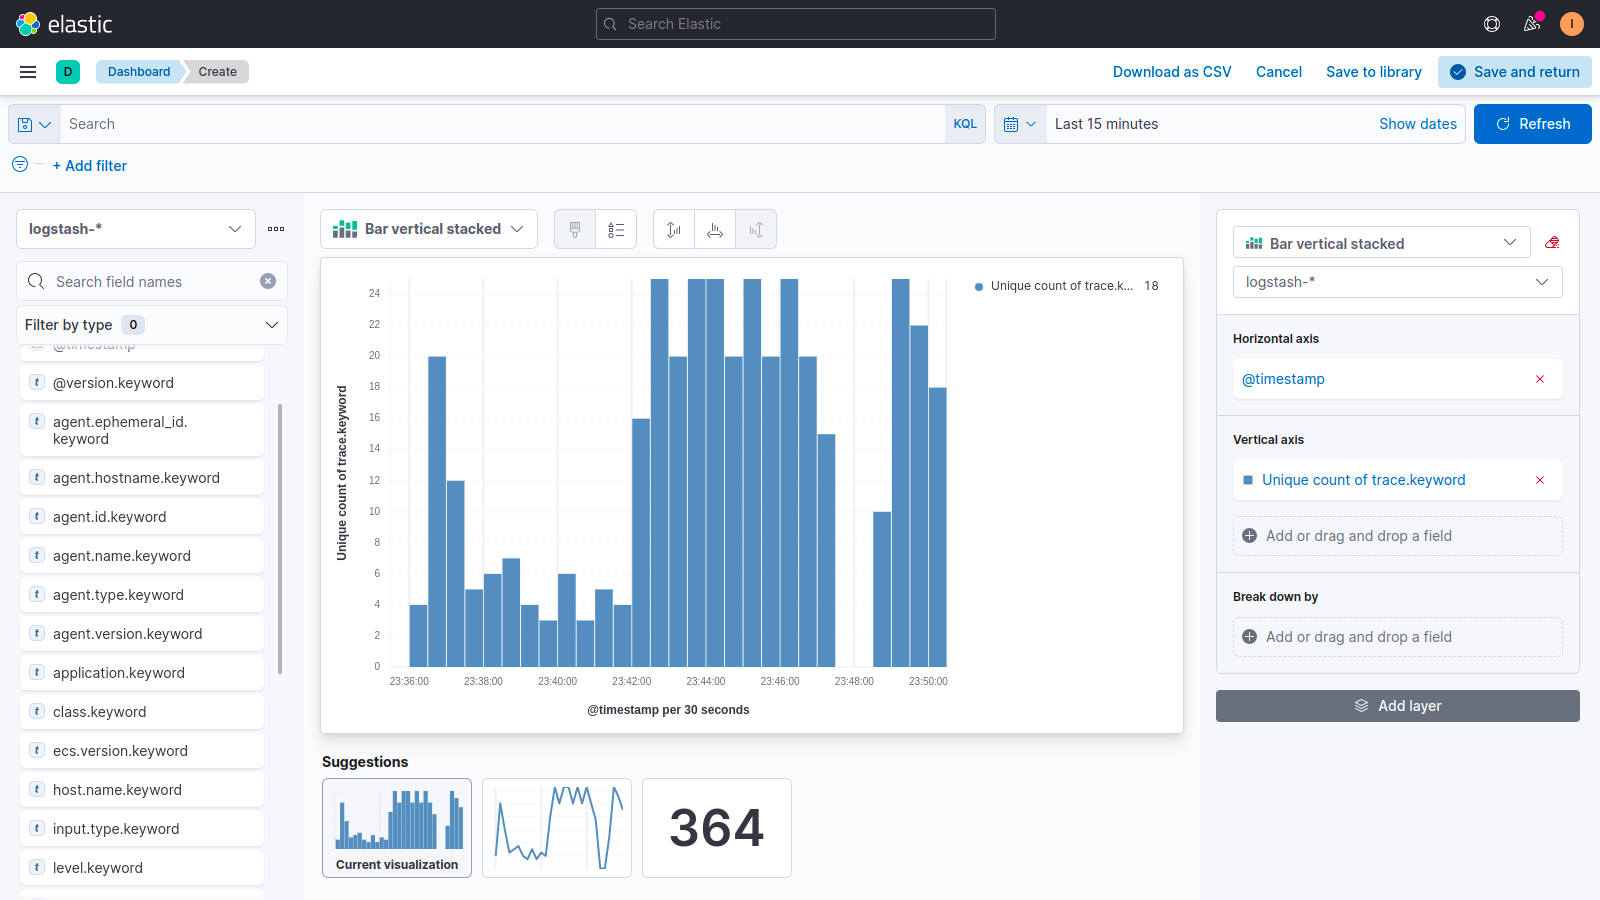 elastic
Search Elastic
I
D
Dashboard
Create
Download as CSV
Cancel
Save to library
Save and return
Search
KQL
Last 15 minutes
Show dates
Refresh
+ Add filter
logstash-*
Search field names
Filter by type 0
@timestamp
t @version.keyword
t agent.ephemeral_id.
keyword
t agent.hostname.keyword
t agent.id.keyword
t agent.name.keyword
t agent.type.keyword
t agent.version.keyword
t application.keyword
t class.keyword
t ecs.version.keyword
t host.name.keyword
t input.type.keyword
t level.keyword
Bar vertical stacked
Unique count of trace.keyword
24
22
20
18
16
14
12
10
8
6
4
2
0
23:36:00 23:38:00 23:40:00 23:42:00 23:44:00 23:46:00 23:48:00 23:50:00
@timestamp per 30 seconds
Unique count of trace.k... 18
Suggestions
Current visualization
364
Bar vertical stacked
logstash-*
Horizontal axis
@timestamp
Vertical axis
Unique count of trace.keyword
Add or drag and drop a field
Break down by
Add or drag and drop a field
Add layer